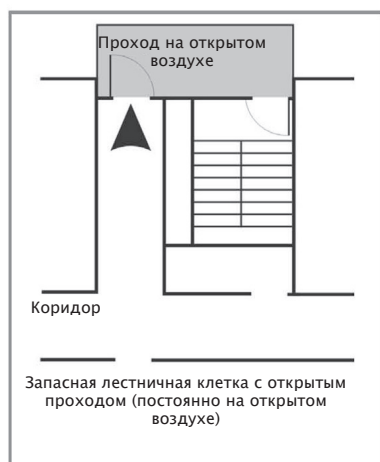 Проход на открытом
воздухе
Коридор
Запасная лестничная клетка с открытым
проходом (постоянно на открытом
воздухе)